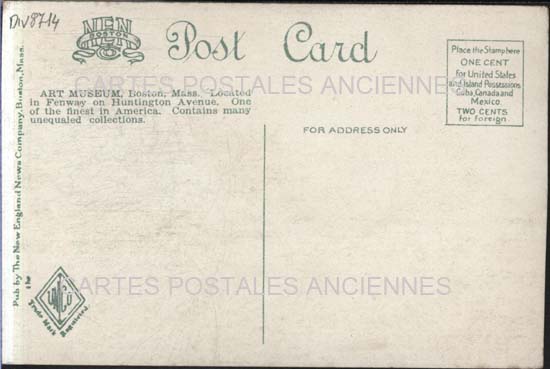 DIV8714
NEN
BOSTON
Post Card
Place the Stamp here
ONE CENT
for United States
and Island Possessions
Cuba, Canada and
Mexico.
TWO CENTS
for foreign.
CARTES POSTALES ANCIENNES
ART MUSEUM, Boston, Mass. Located
in Fenway on Huntington Avenue. One
of the finest in America. Contains many
unequaled collections.
FOR ADDRESS ONLY
Pub by The New England News Company, Boston, Mass.
CARTES POSTALES ANCIENNES
The
Trade Mark
Registered.